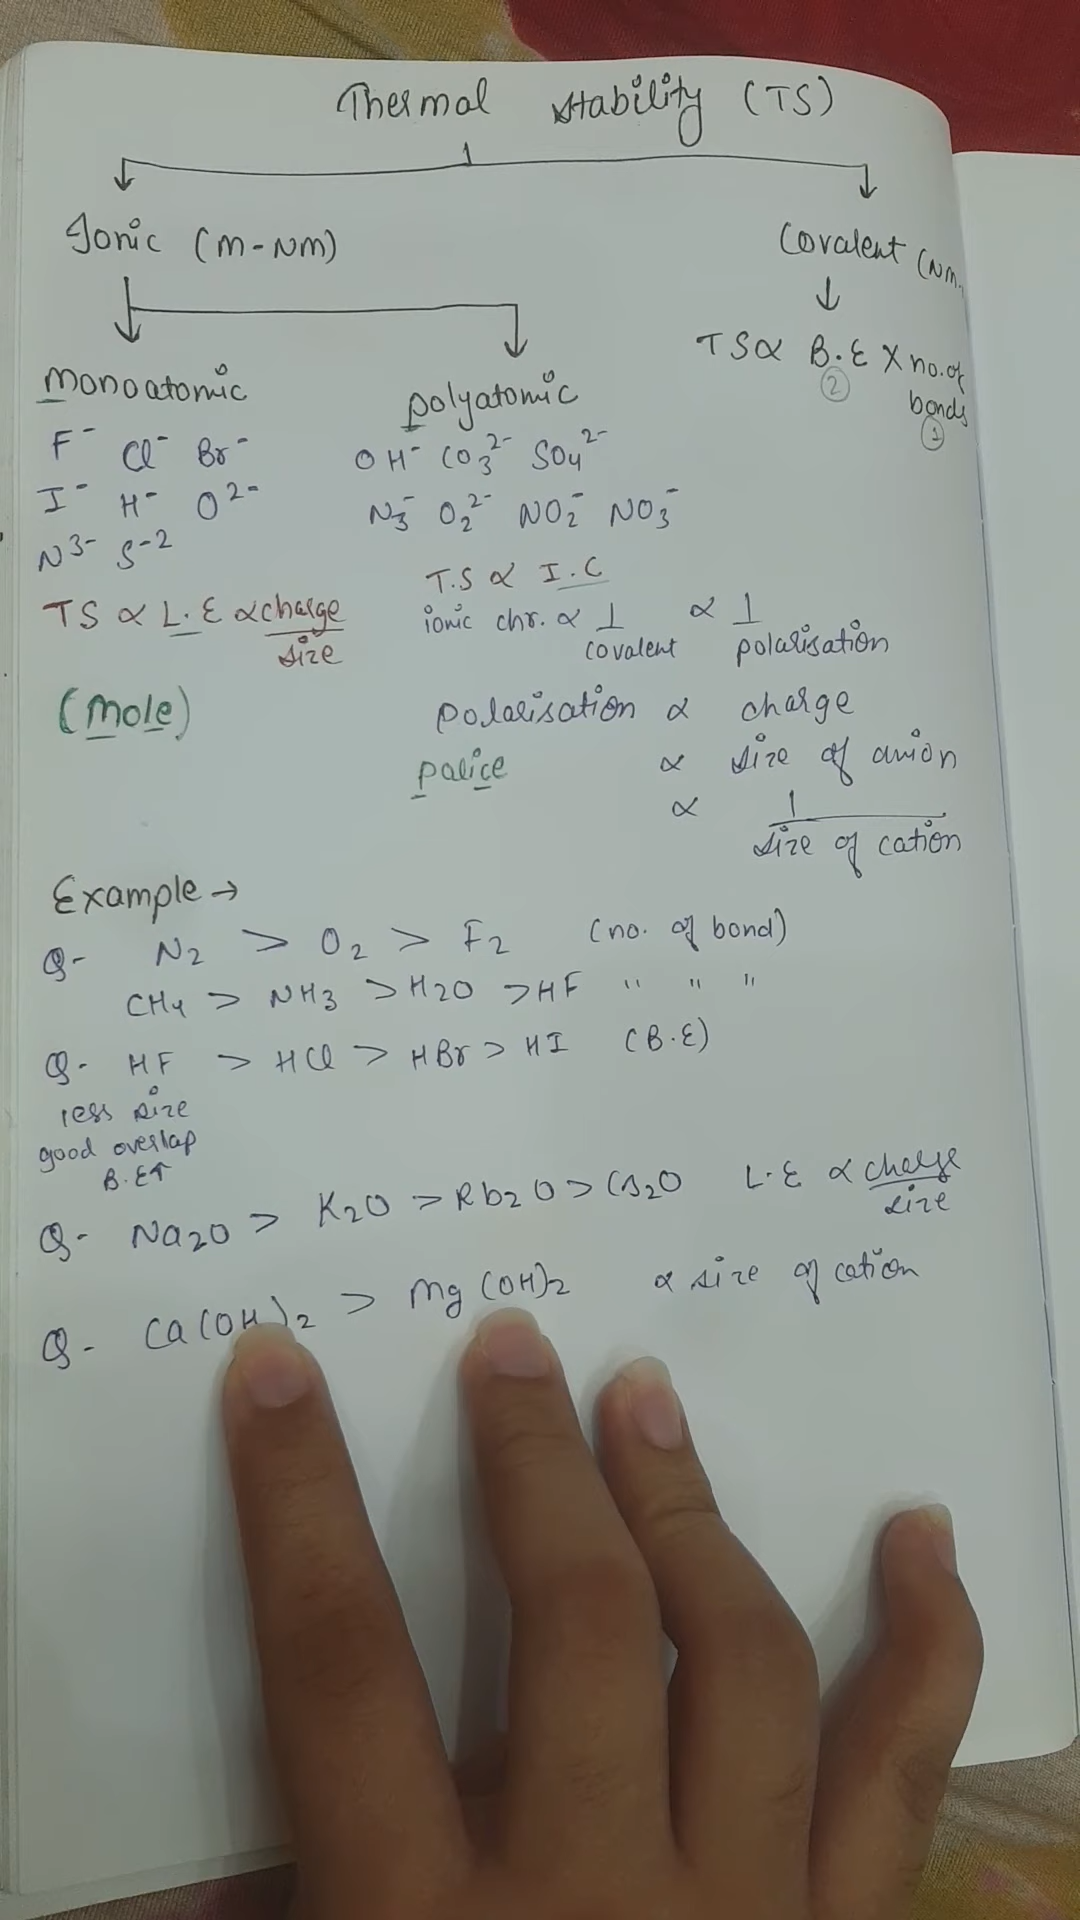 Thermal stability (TS)
Ionic (M-NM)
Covalent (NM.
Monoatomic
F⁻ Cl⁻ Br⁻
I⁻ H⁻ O²⁻
N³⁻ S⁻²
TS ∝ L.E ∝ charge/size
(Mole)
polyatomic
OH⁻ CO₃²⁻ SO₄²⁻
N₃⁻ O₂²⁻ NO₂⁻ NO₃⁻
T.S ∝ I.C
ionic chr. ∝ 1/covalent ∝ 1/polarisation
polarisation ∝ charge
∝ size of anion
∝ 1/size of cation
palice
TS ∝ B.E × no. of bonds
② ①
Example →
Q- N₂ > O₂ > F₂ (no. of bond)
CH₄ > NH₃ > H₂O > HF " " "
Q- HF > HCl > HBr > HI (B.E)
less size
good overlap
B.E↑
Q- Na₂O > K₂O > Rb₂O > Cs₂O L.E ∝ charge/size
Q- Ca(OH)₂ > Mg(OH)₂ ∝ size of cation